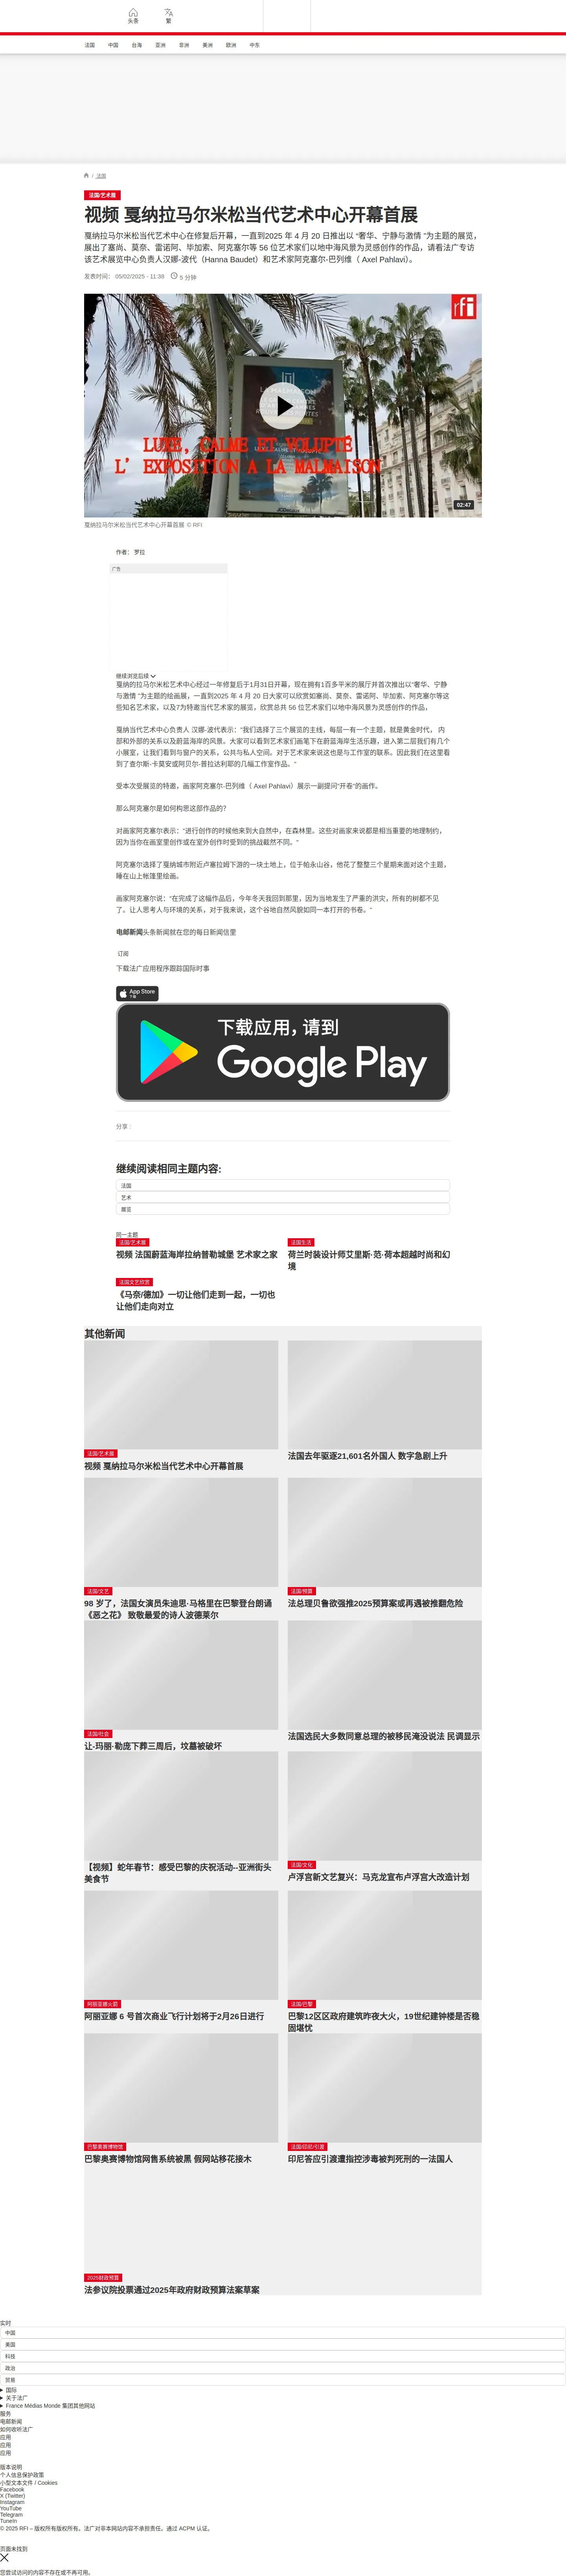 头条
繁
法国
中国
台海
亚洲
非洲
美洲
欧洲
中东
/ 法国
法国/艺术展
视频 戛纳拉马尔米松当代艺术中心开幕首展
戛纳拉马尔米松当代艺术中心在修复后开幕，一直到2025 年 4 月 20 日推出以 “奢华、宁静与激情 ”为主题的展览，
展出了塞尚、莫奈、雷诺阿、毕加索、阿克塞尔等 56 位艺术家们以地中海风景为灵感创作的作品，请看法广专访
该艺术展览中心负责人汉娜-波代（Hanna Baudet）和艺术家阿克塞尔-巴列维（ Axel Pahlavi）。
发表时间： 05/02/2025 - 11:38
5 分钟
rfi
LA MALMAISON
LUXE, CALME ET VOLUPTÉ
L' EXPOSITION A LA MALMAISON
02:47
戛纳拉马尔米松当代艺术中心开幕首展 © RFI
作者： 罗拉
广告
继续浏览后续
戛纳的拉马尔米松艺术中心经过一年修复后于1月31日开幕，现在拥有1百多平米的展厅并首次推出以“奢华、宁静
与激情 ”为主题的绘画展，一直到2025 年 4 月 20 日大家可以欣赏如塞尚、莫奈、雷诺阿、毕加索、阿克塞尔等这
些知名艺术家，以及7为特邀当代艺术家的展览，欣赏总共 56 位艺术家们以地中海风景为灵感创作的作品，
戛纳当代艺术中心负责人 汉娜-波代表示：“我们选择了三个展览的主线，每层一有一个主题，就是黄金时代， 内
部和外部的关系以及蔚蓝海岸的风景。大家可以看到艺术家们画笔下在蔚蓝海岸生活乐趣，进入第二层我们有几个
小展室，让我们看到与窗户的关系，公共与私人空间。对于艺术家来说这也是与工作室的联系。因此我们在这里看
到了查尔斯-卡莫安或阿贝尔-普拉达利耶的几幅工作室作品。”
受本次受展览的特邀，画家阿克塞尔-巴列维（ Axel Pahlavi）展示一副提问“开卷”的画作。
那么阿克塞尔是如何构思这部作品的？
对画家阿克塞尔表示：“进行创作的时候他来到大自然中，在森林里。这些对画家来说都是相当重要的地理制约，
因为当你在画室里创作或在室外创作时受到的挑战截然不同。”
阿克塞尔选择了戛纳城市附近卢塞拉姆下游的一块土地上，位于帕永山谷，他花了整整三个星期来面对这个主题，
睡在山上帐篷里绘画。
画家阿克塞尔说：“在完成了这幅作品后，今年冬天我回到那里，因为当地发生了严重的洪灾，所有的树都不见
了。让人思考人与环境的关系，对于我来说，这个谷地自然风貌如同一本打开的书卷。”
电邮新闻头条新闻就在您的每日新闻信里
订阅
下载法广应用程序跟踪国际时事
App Store
下载
下载应用，请到
Google Play
分享 :
继续阅读相同主题内容:
法国
艺术
展览
同一主题
法国/艺术展
视频 法国蔚蓝海岸拉纳普勒城堡 艺术家之家
法国生活
荷兰时装设计师艾里斯·范·荷本超越时尚和幻
境
法国文艺欣赏
《马奈/德加》一切让他们走到一起，一切也
让他们走向对立
其他新闻
法国/艺术展
视频 戛纳拉马尔米松当代艺术中心开幕首展
法国去年驱逐21,601名外国人 数字急剧上升
法国/文艺
98 岁了，法国女演员朱迪思·马格里在巴黎登台朗诵
《恶之花》 致敬最爱的诗人波德莱尔
法国/预算
法总理贝鲁欲强推2025预算案或再遇被推翻危险
法国/社会
让-玛丽·勒庞下葬三周后，坟墓被破坏
法国选民大多数同意总理的被移民淹没说法 民调显示
【视频】蛇年春节：感受巴黎的庆祝活动--亚洲街头
美食节
法国/文化
卢浮宫新文艺复兴：马克龙宣布卢浮宫大改造计划
阿丽亚娜火箭
阿丽亚娜 6 号首次商业飞行计划将于2月26日进行
法国/巴黎
巴黎12区区政府建筑昨夜大火，19世纪建钟楼是否稳
固堪忧
巴黎奥赛博物馆
巴黎奥赛博物馆网售系统被黑 假网站移花接木
法国/印尼/引渡
印尼答应引渡遭指控涉毒被判死刑的一法国人
2025财政预算
法参议院投票通过2025年政府财政预算法案草案
实时
中国
美国
科技
政治
贸易
国际
关于法广
France Médias Monde 集团其他网站
服务
电邮新闻
如何收听法广
应用
应用
应用
版本说明
个人信息保护政策
小型文本文件 / Cookies
Facebook
X (Twitter)
Instagram
YouTube
Telegram
TuneIn
© 2025 RFI – 版权所有版权所有。法广对非本网站内容不承担责任。通过 ACPM 认证。
页面未找到
您尝试访问的内容不存在或不再可用。